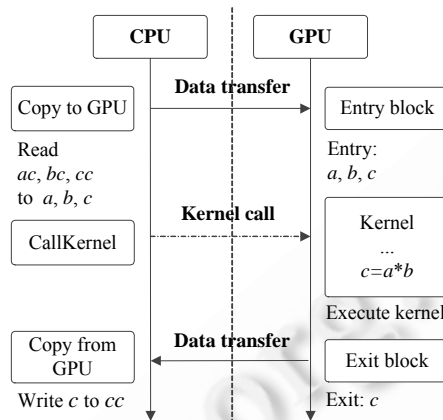 CPU
GPU
Data transfer
Copy to GPU
Entry block
Read
ac, bc, cc
to a, b, c
Entry:
a, b, c
Kernel call
CallKernel
Kernel
...
c=a*b
Execute kernel
Data transfer
Copy from
GPU
Exit block
Write c to cc
Exit: c